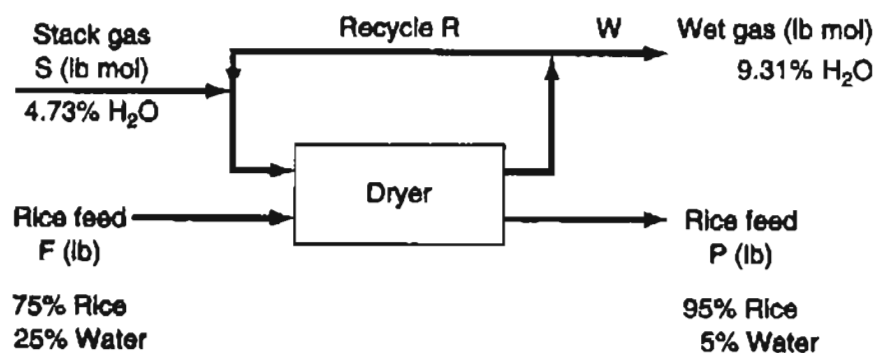 Stack gas
S (lb mol)
4.73% H₂O
Recycle R
W
Wet gas (lb mol)
9.31% H₂O
Dryer
Rice feed
F (lb)
75% Rice
25% Water
Rice feed
P (lb)
95% Rice
5% Water